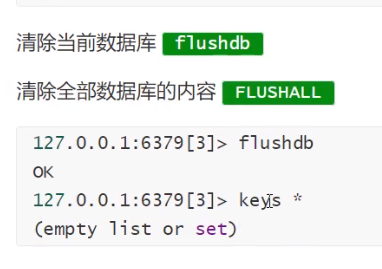 清除当前数据库 flushdb
清除全部数据库的内容 FLUSHALL
127.0.0.1:6379[3]> flushdb
OK
127.0.0.1:6379[3]> keys *
(empty list or set)